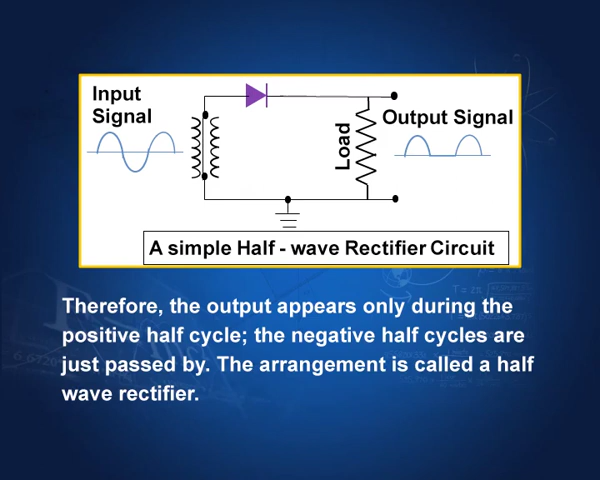 Input
Signal
Output Signal
Load
A simple Half - wave Rectifier Circuit
Therefore, the output appears only during the
positive half cycle; the negative half cycles are
just passed by. The arrangement is called a half
wave rectifier.